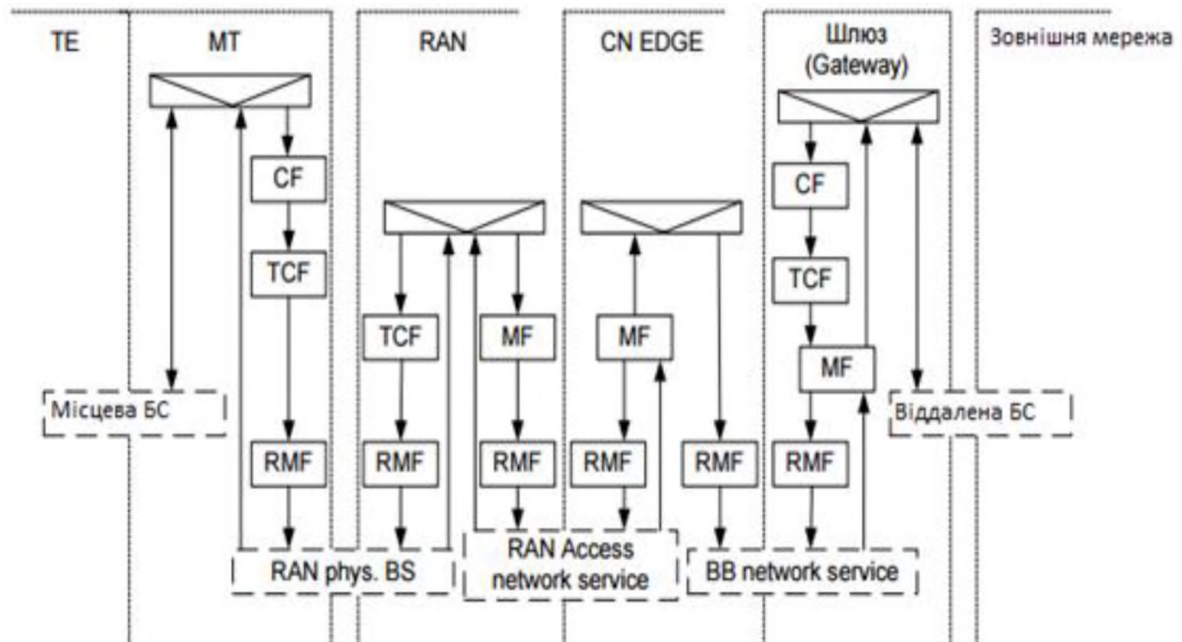 TE
MT
RAN
CN EDGE
Шлюз
(Gateway)
Зовнішня мережа
CF
CF
TCF
TCF
TCF
MF
MF
MF
Місцева БС
Віддалена БС
RMF
RMF
RMF
RMF
RMF
RMF
RAN phys. BS
RAN Access
network service
BB network service